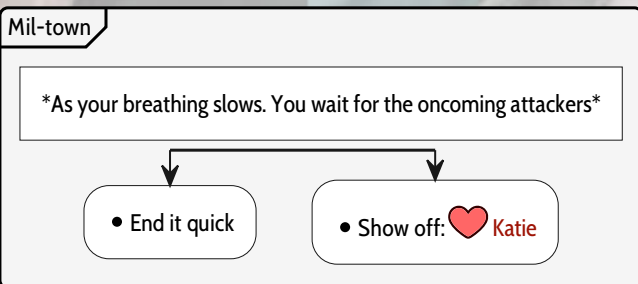 Mil-town
*As your breathing slows. You wait for the oncoming attackers*
• End it quick
• Show off: Katie